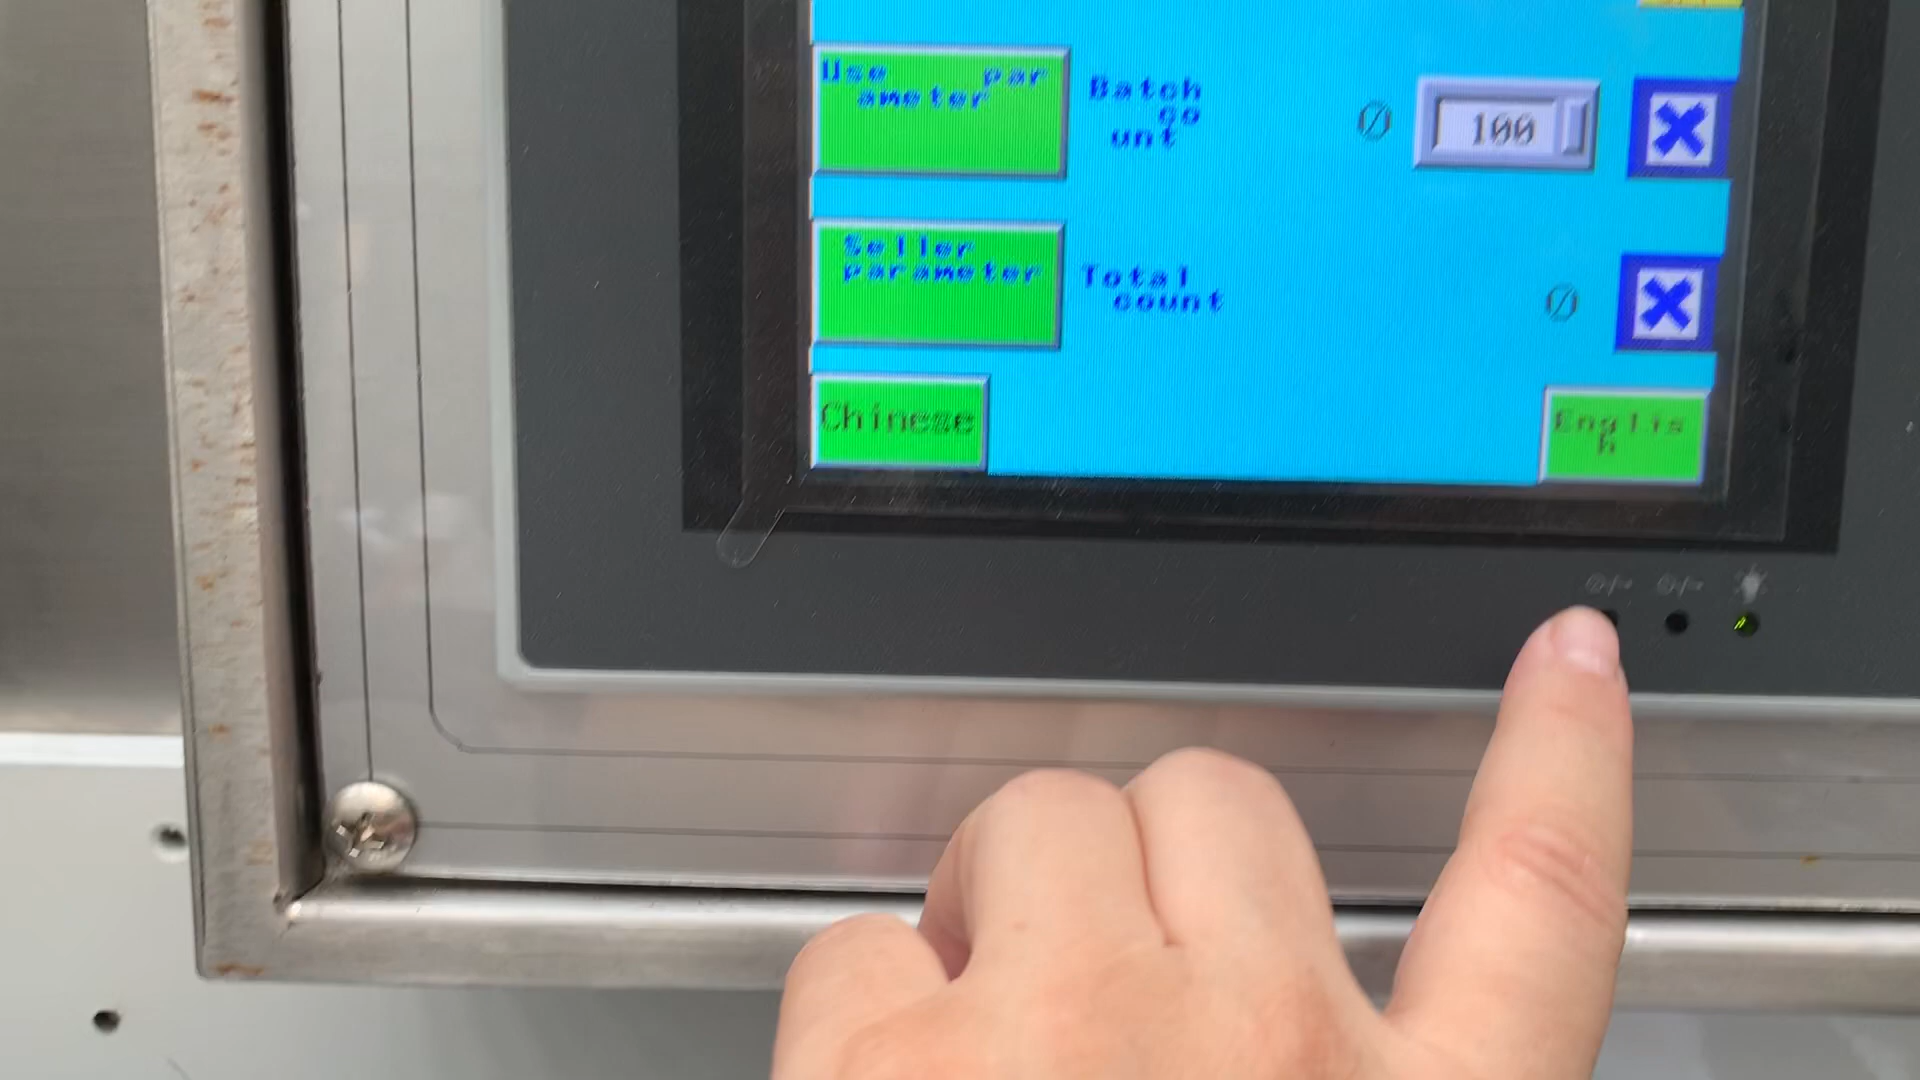 Use par
ameter
Batch
co
unt
0
100
Seller
parameter
Total
count
0
Chinese
Englis
h